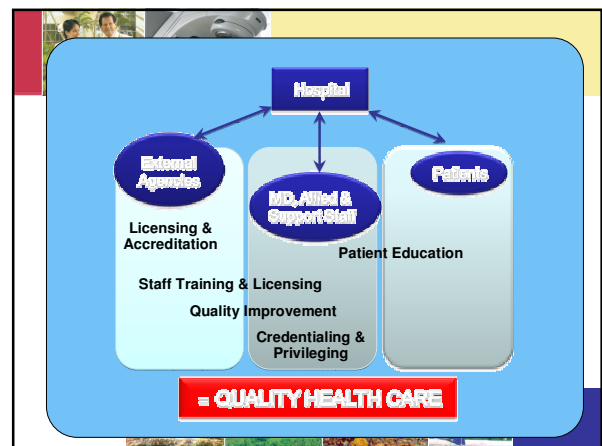 Hospital
External
Agencies
MD, Allied &
Support Staff
Patients
Licensing &
Accreditation
Patient Education
Staff Training & Licensing
Quality Improvement
Credentialing &
Privileging
= QUALITY HEALTH CARE